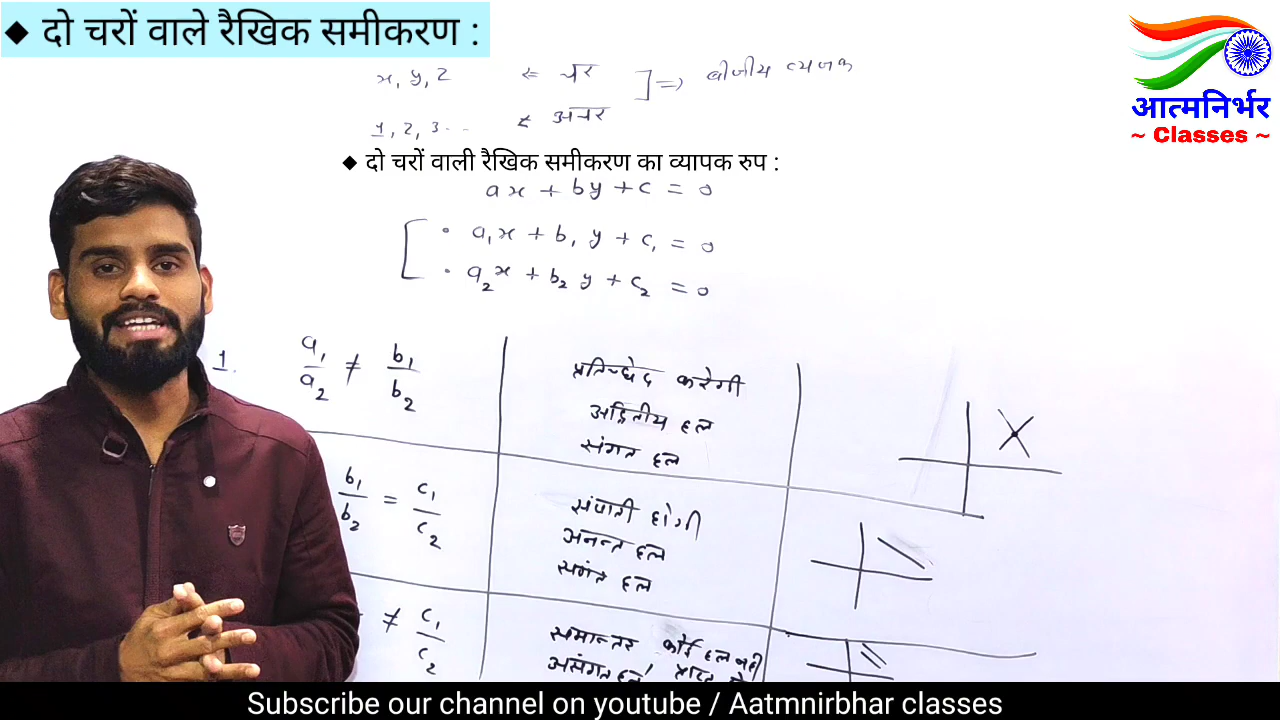 ◆ दो चरों वाले रैखिक समीकरण :
आत्मनिर्भर
~ Classes ~
x, y, z ← चर ] ⇒ बीजीय व्यंजक
1, 2, 3 .. ← अचर
◆ दो चरों वाली रैखिक समीकरण का व्यापक रुप :
ax + by + c = 0
• a₁x + b₁y + c₁ = 0
• a₂x + b₂y + c₂ = 0
1. a₁/a₂ ≠ b₁/b₂
प्रतिच्छेद करेगी
अद्वितीय हल
संगत हल
b₁/b₂ = c₁/c₂
संपाती होगी
अनन्त हल
संगत हल
≠ c₁/c₂
समान्तर कोई हल नही
असंगत हल
Subscribe our channel on youtube / Aatmnirbhar classes